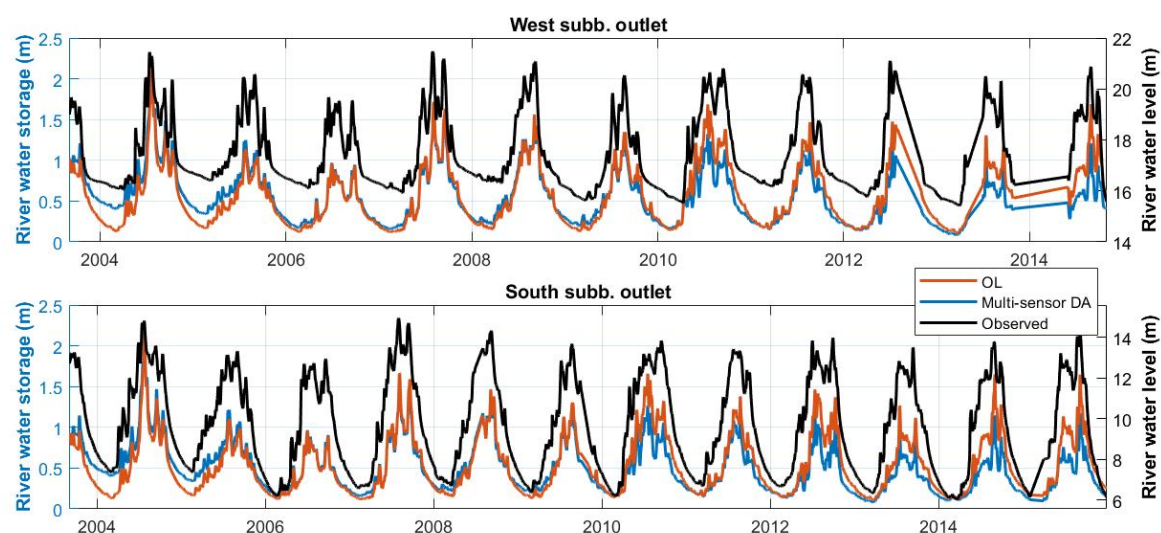 West subb. outlet
River water storage (m)
2.5
2
1.5
1
0.5
0
22
20
18
16
14
River water level (m)
2004 2006 2008 2010 2012 2014
South subb. outlet
OL
Multi-sensor DA
Observed
River water storage (m)
2.5
2
1.5
1
0.5
0
14
12
10
8
6
River water level (m)
2004 2006 2008 2010 2012 2014